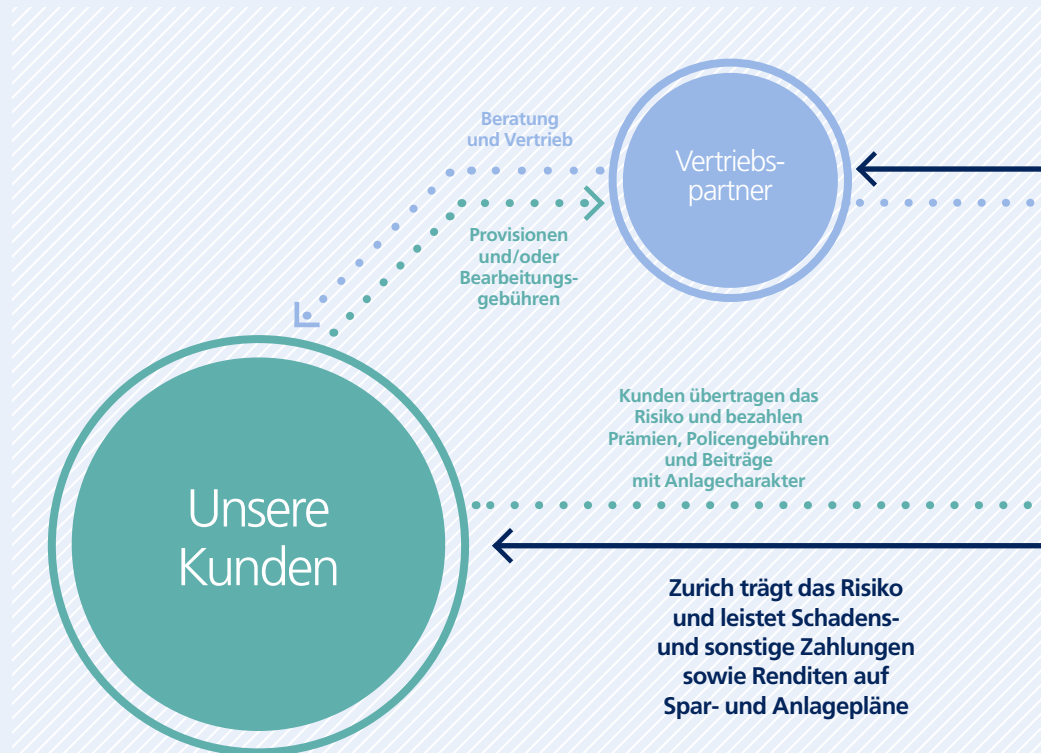 Beratung
und Vertrieb
Vertriebs-
partner
Provisionen
und/oder
Bearbeitungs-
gebühren
Kunden übertragen das
Risiko und bezahlen
Prämien, Policengebühren
und Beiträge
mit Anlagecharakter
Unsere
Kunden
Zurich trägt das Risiko
und leistet Schadens-
und sonstige Zahlungen
sowie Renditen auf
Spar- und Anlagepläne